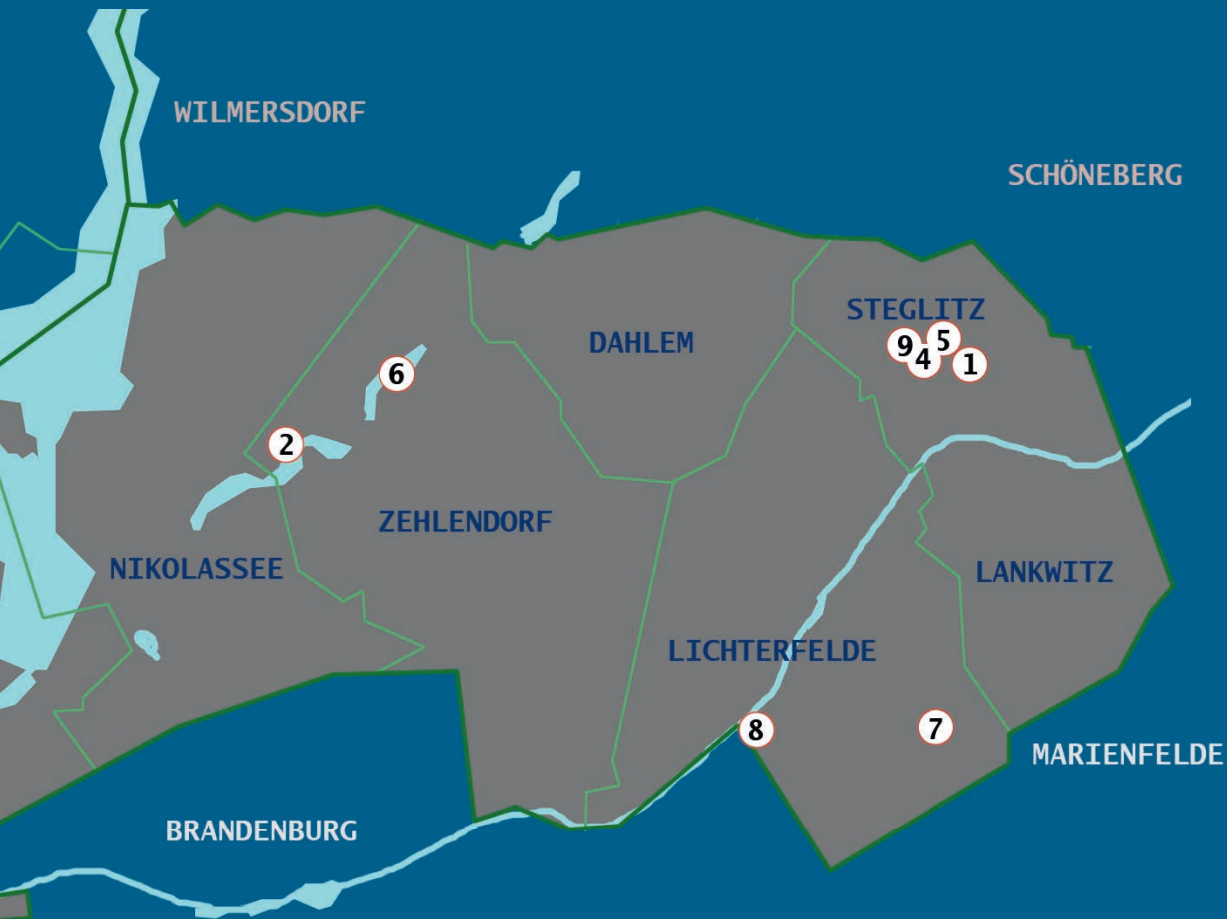 WILMERSDORF
SCHÖNEBERG
STEGLITZ
DAHLEM
9
5
4
1
6
2
ZEHLENDORF
NIKOLASSEE
LANKWITZ
LICHTERFELDE
8
7
MARIENFELDE
BRANDENBURG